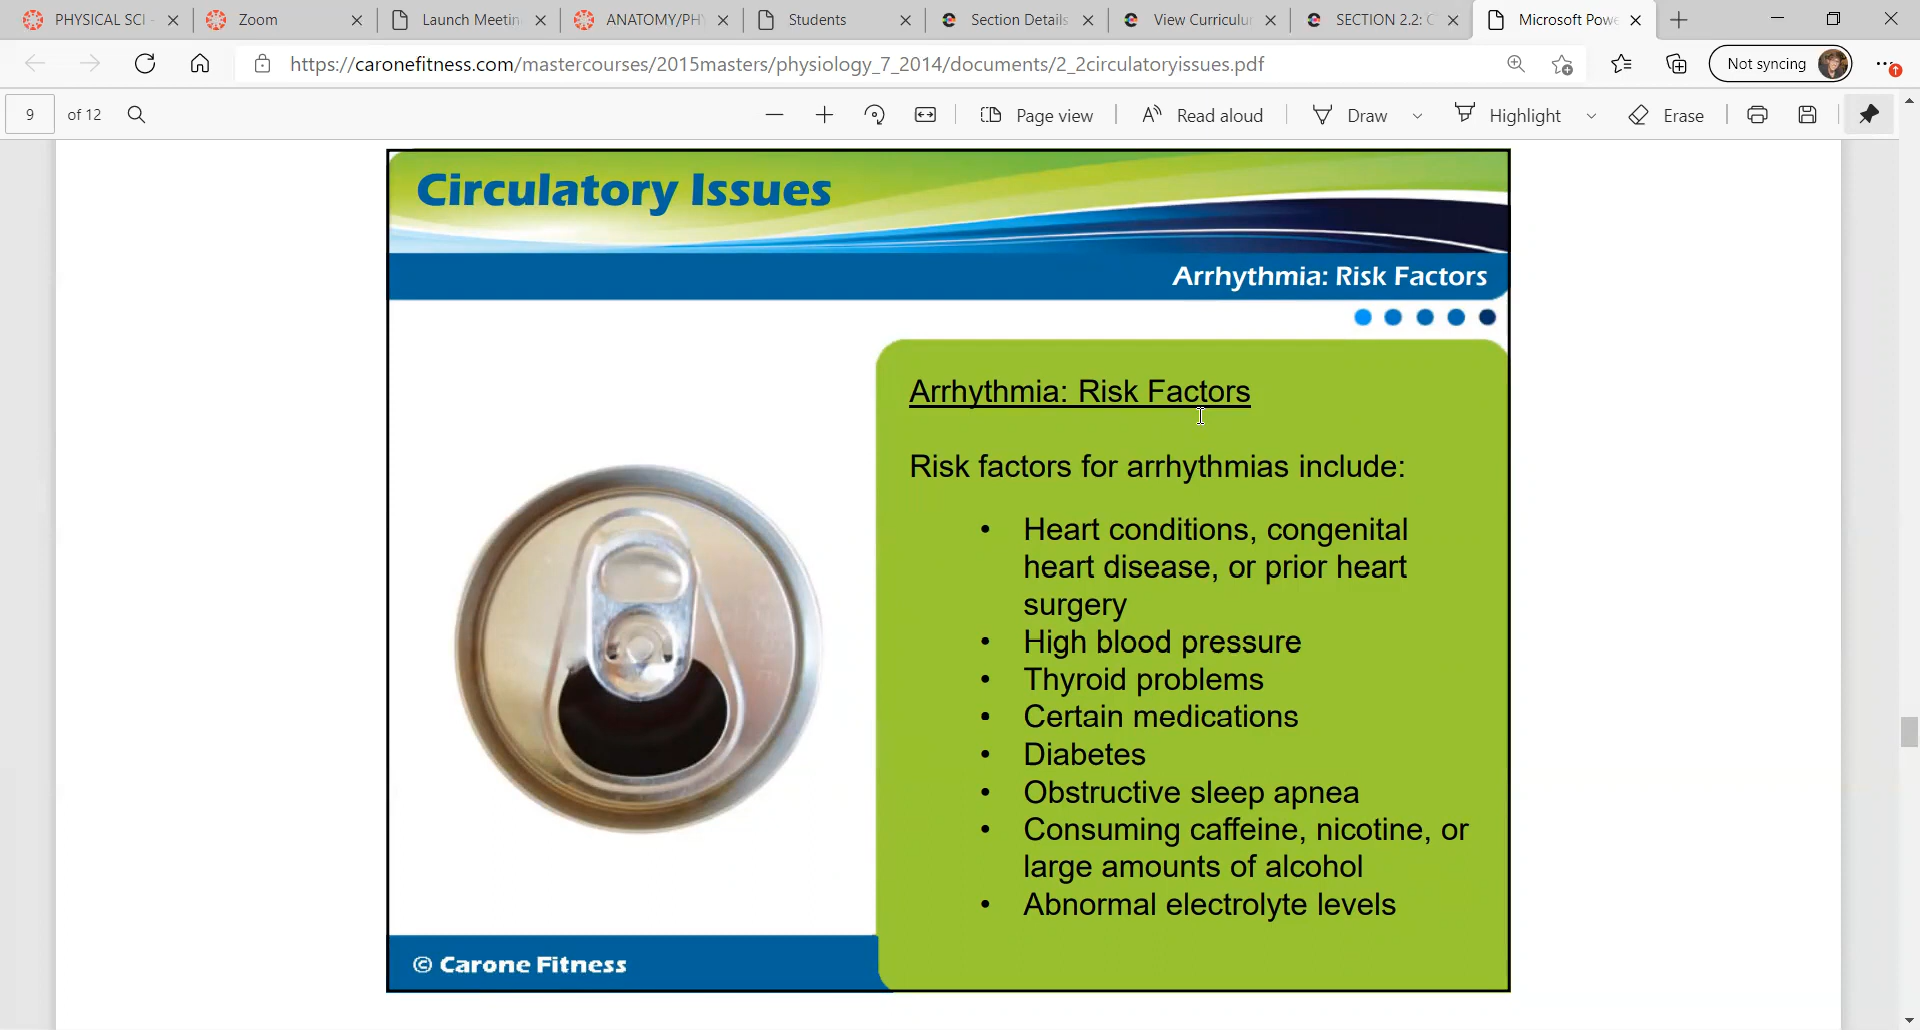 PHYSICAL SCI
Zoom
Launch Meetin
ANATOMY/PH
Students
Section Details
View Curriculu
SECTION 2.2: C
Microsoft Powe
https://caronefitness.com/mastercourses/2015masters/physiology_7_2014/documents/2_2circulatoryissues.pdf
Not syncing
9 of 12
Page view
Read aloud
Draw
Highlight
Erase
Circulatory Issues
Arrhythmia: Risk Factors
Arrhythmia: Risk Factors
Risk factors for arrhythmias include:
• Heart conditions, congenital
heart disease, or prior heart
surgery
• High blood pressure
• Thyroid problems
• Certain medications
• Diabetes
• Obstructive sleep apnea
• Consuming caffeine, nicotine, or
large amounts of alcohol
• Abnormal electrolyte levels
© Carone Fitness